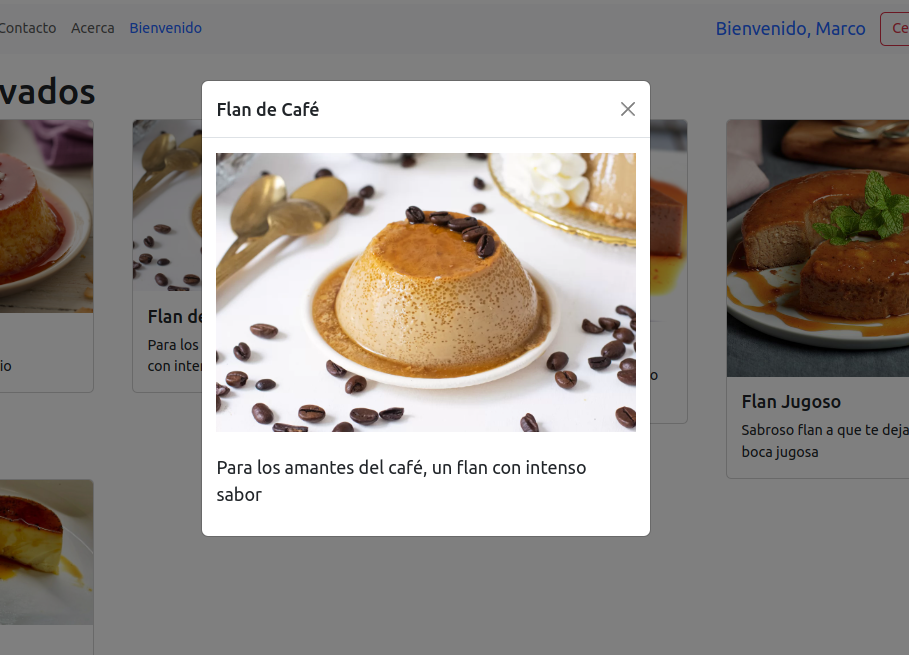 Contacto Acerca Bienvenido Bienvenido, Marco Ce
vados
Flan de Café
Flan de
Para los
con inten
io
o
Flan Jugoso
Sabroso flan a que te deja
boca jugosa
Para los amantes del café, un flan con intenso
sabor